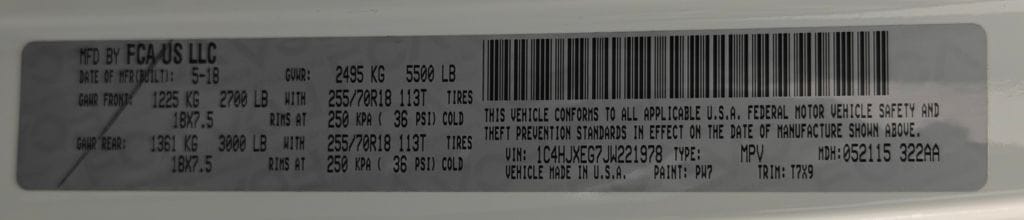 MFD BY FCA US LLC
DATE OF MFR(BUILT): 5-18 GVWR: 2495 KG 5500 LB
GAWR FRONT: 1225 KG 2700 LB WITH 255/70R18 113T TIRES
18X7.5 RIMS AT 250 KPA ( 36 PSI) COLD
GAWR REAR: 1361 KG 3000 LB WITH 255/70R18 113T TIRES
18X7.5 RIMS AT 250 KPA ( 36 PSI) COLD
THIS VEHICLE CONFORMS TO ALL APPLICABLE U.S.A. FEDERAL MOTOR VEHICLE SAFETY AND
THEFT PREVENTION STANDARDS IN EFFECT ON THE DATE OF MANUFACTURE SHOWN ABOVE.
VIN: 1C4HJXEG7JW221978 TYPE: MPV MDH: 052115 322AA
VEHICLE MADE IN U.S.A. PAINT: PW7 TRIM: T7X9